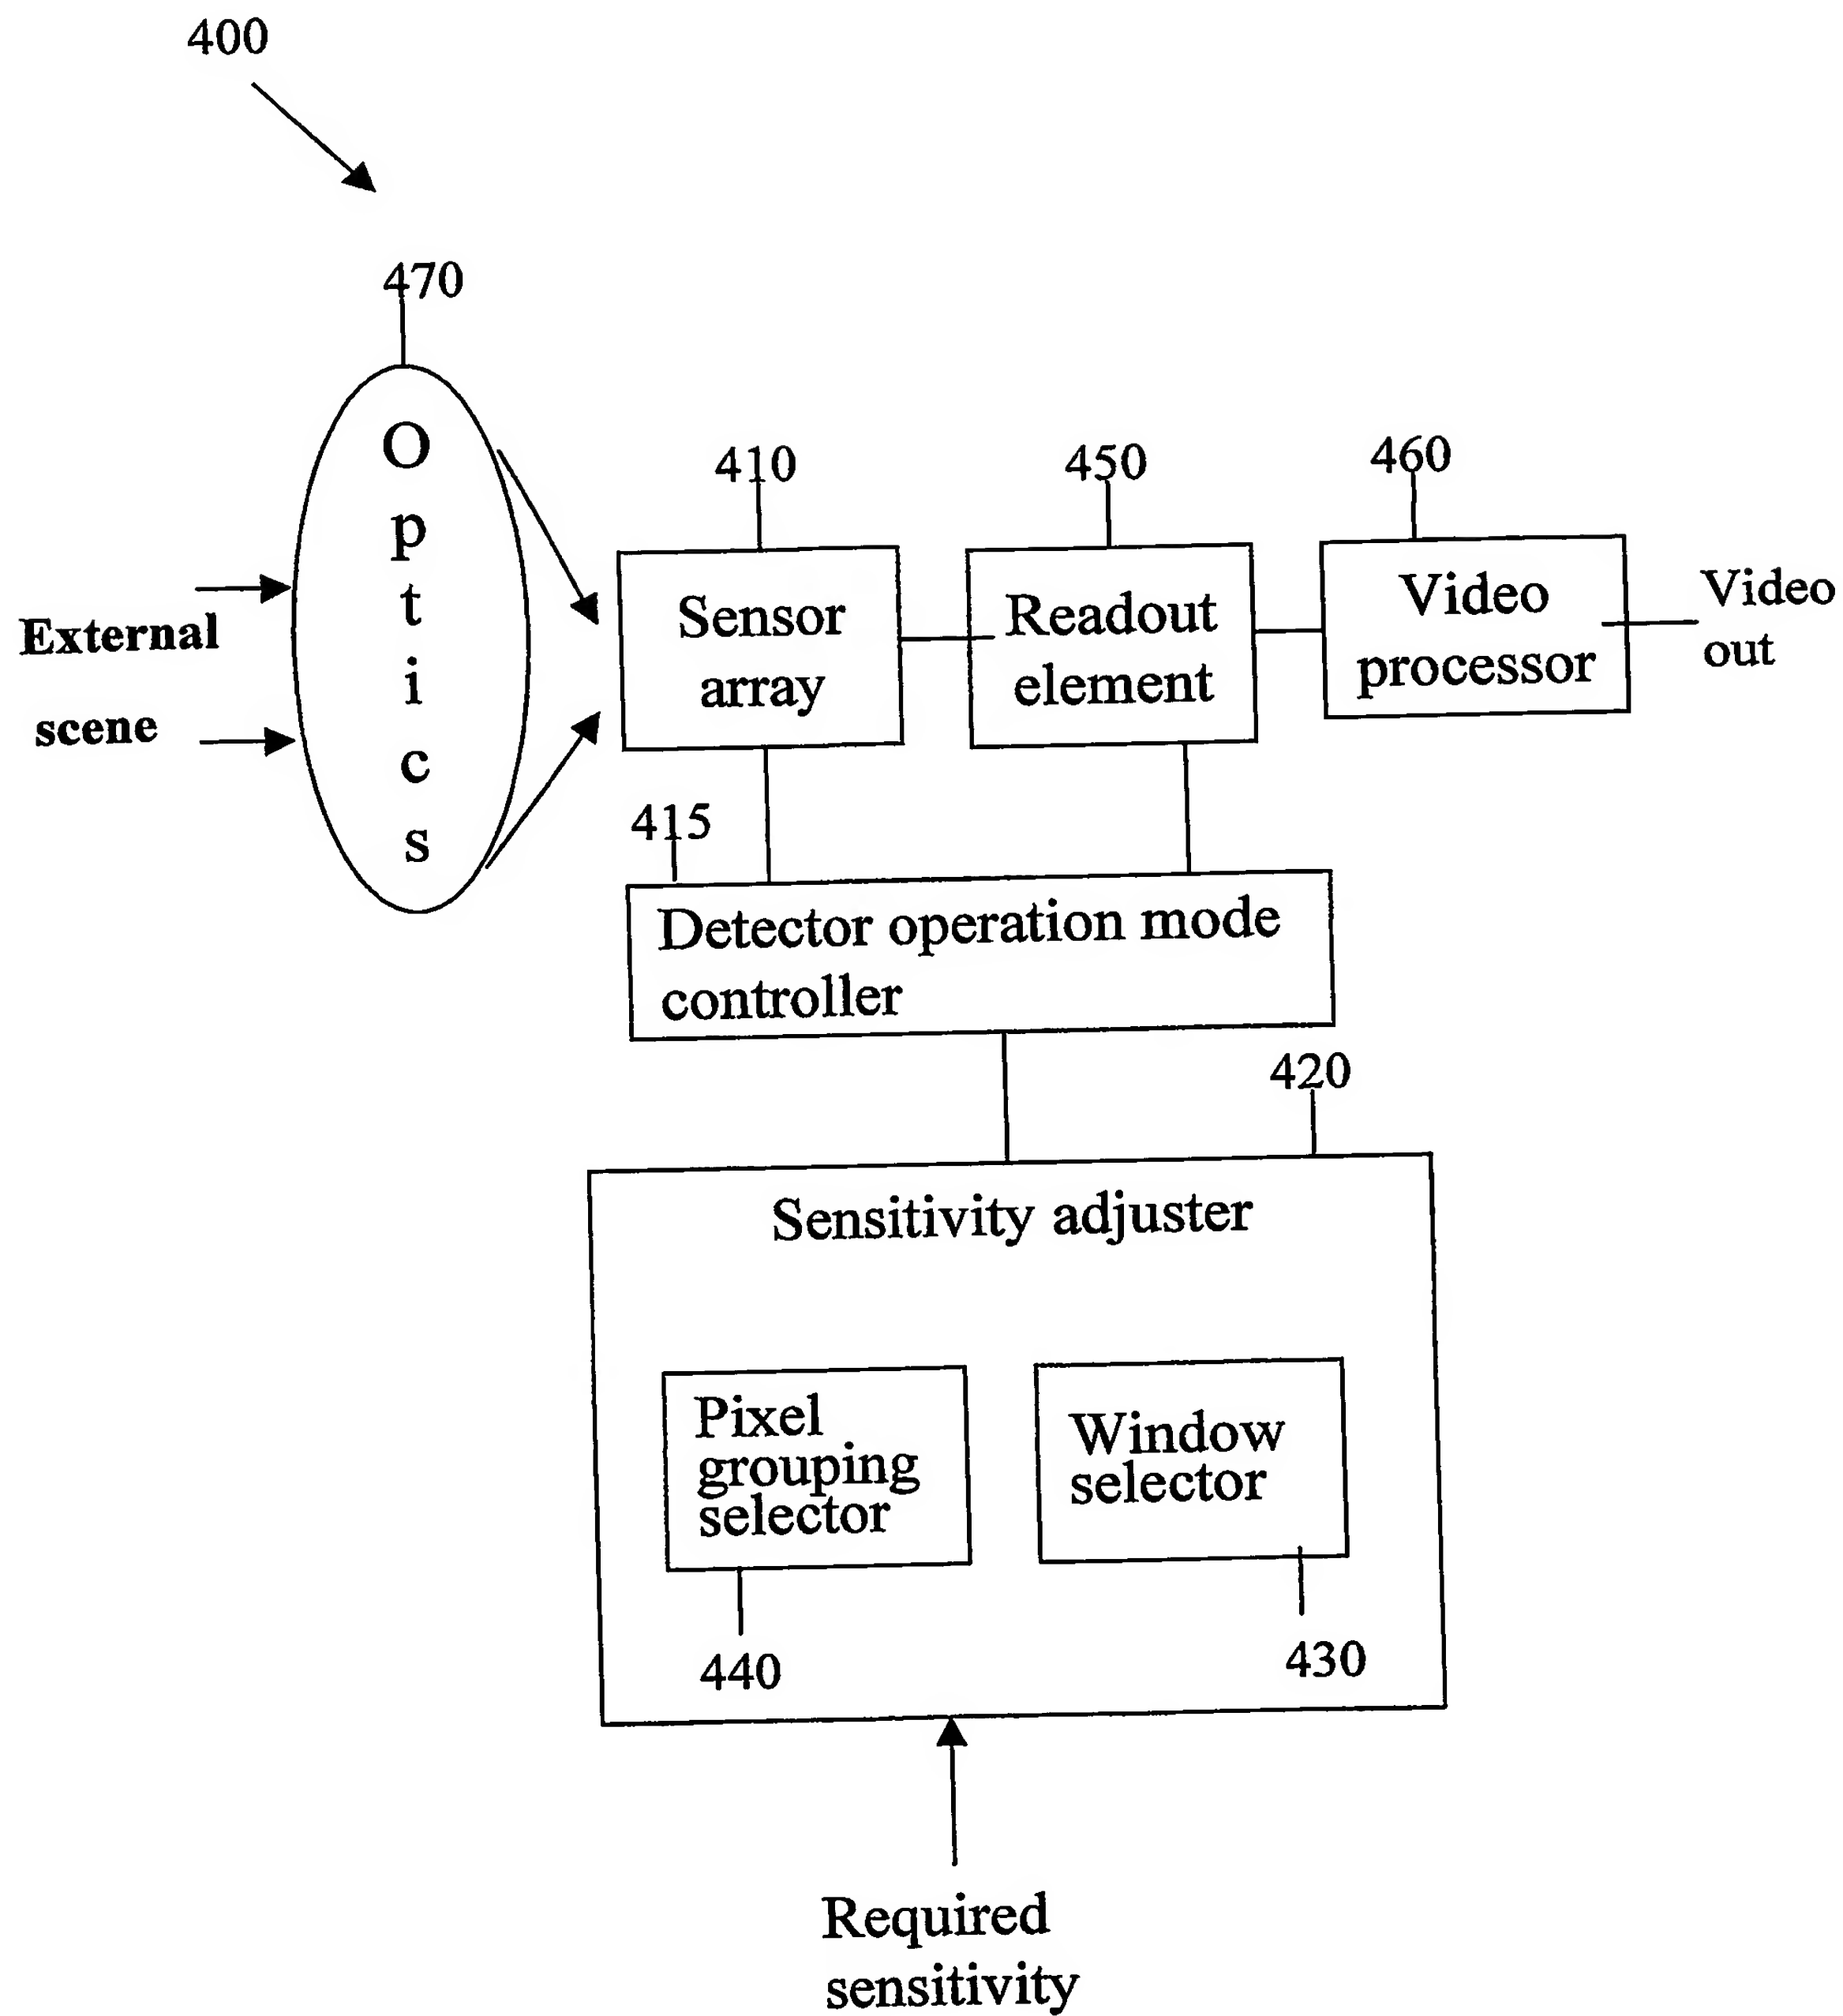 400
470
Optics
External
scene
410
450
460
Sensor
array
Readout
element
Video
processor
Video
out
415
Detector operation mode
controller
420
Sensitivity adjuster
Pixel
grouping
selector
Window
selector
440
430
Required
sensitivity